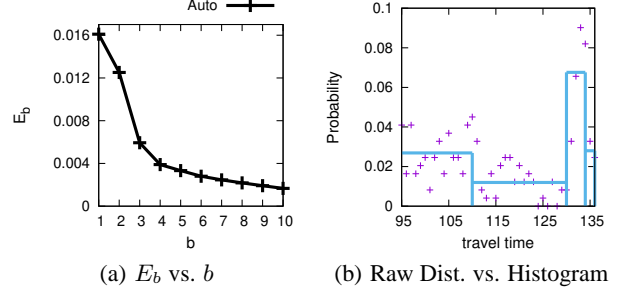 Auto
0.016
0.012
0.008
0.004
0
E_b
1 2 3 4 5 6 7 8 9 10
b
(a) E_b vs. b
0.1
0.08
0.06
0.04
0.02
0
Probability
95 105 115 125 135
travel time
(b) Raw Dist. vs. Histogram